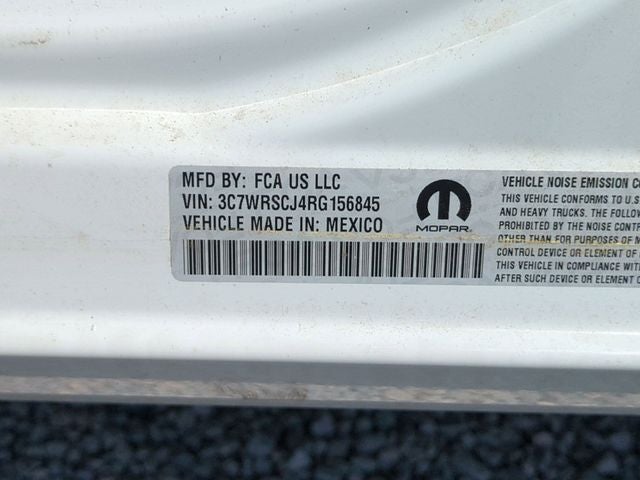 MFD BY: FCA US LLC
VIN: 3C7WRSCJ4RG156845
VEHICLE MADE IN: MEXICO
MOPAR
VEHICLE NOISE EMISSION
THIS VEHICLE CONFORMS TO U.S.
AND HEAVY TRUCKS. THE FOLLOW
PROHIBITED BY THE NOISE CONTR
OTHER THAN FOR PURPOSES OF M
CONTROL DEVICE OR ELEMENT OF
THIS VEHICLE IN COMPLIANCE WITH
AFTER SUCH DEVICE OR ELEMENT